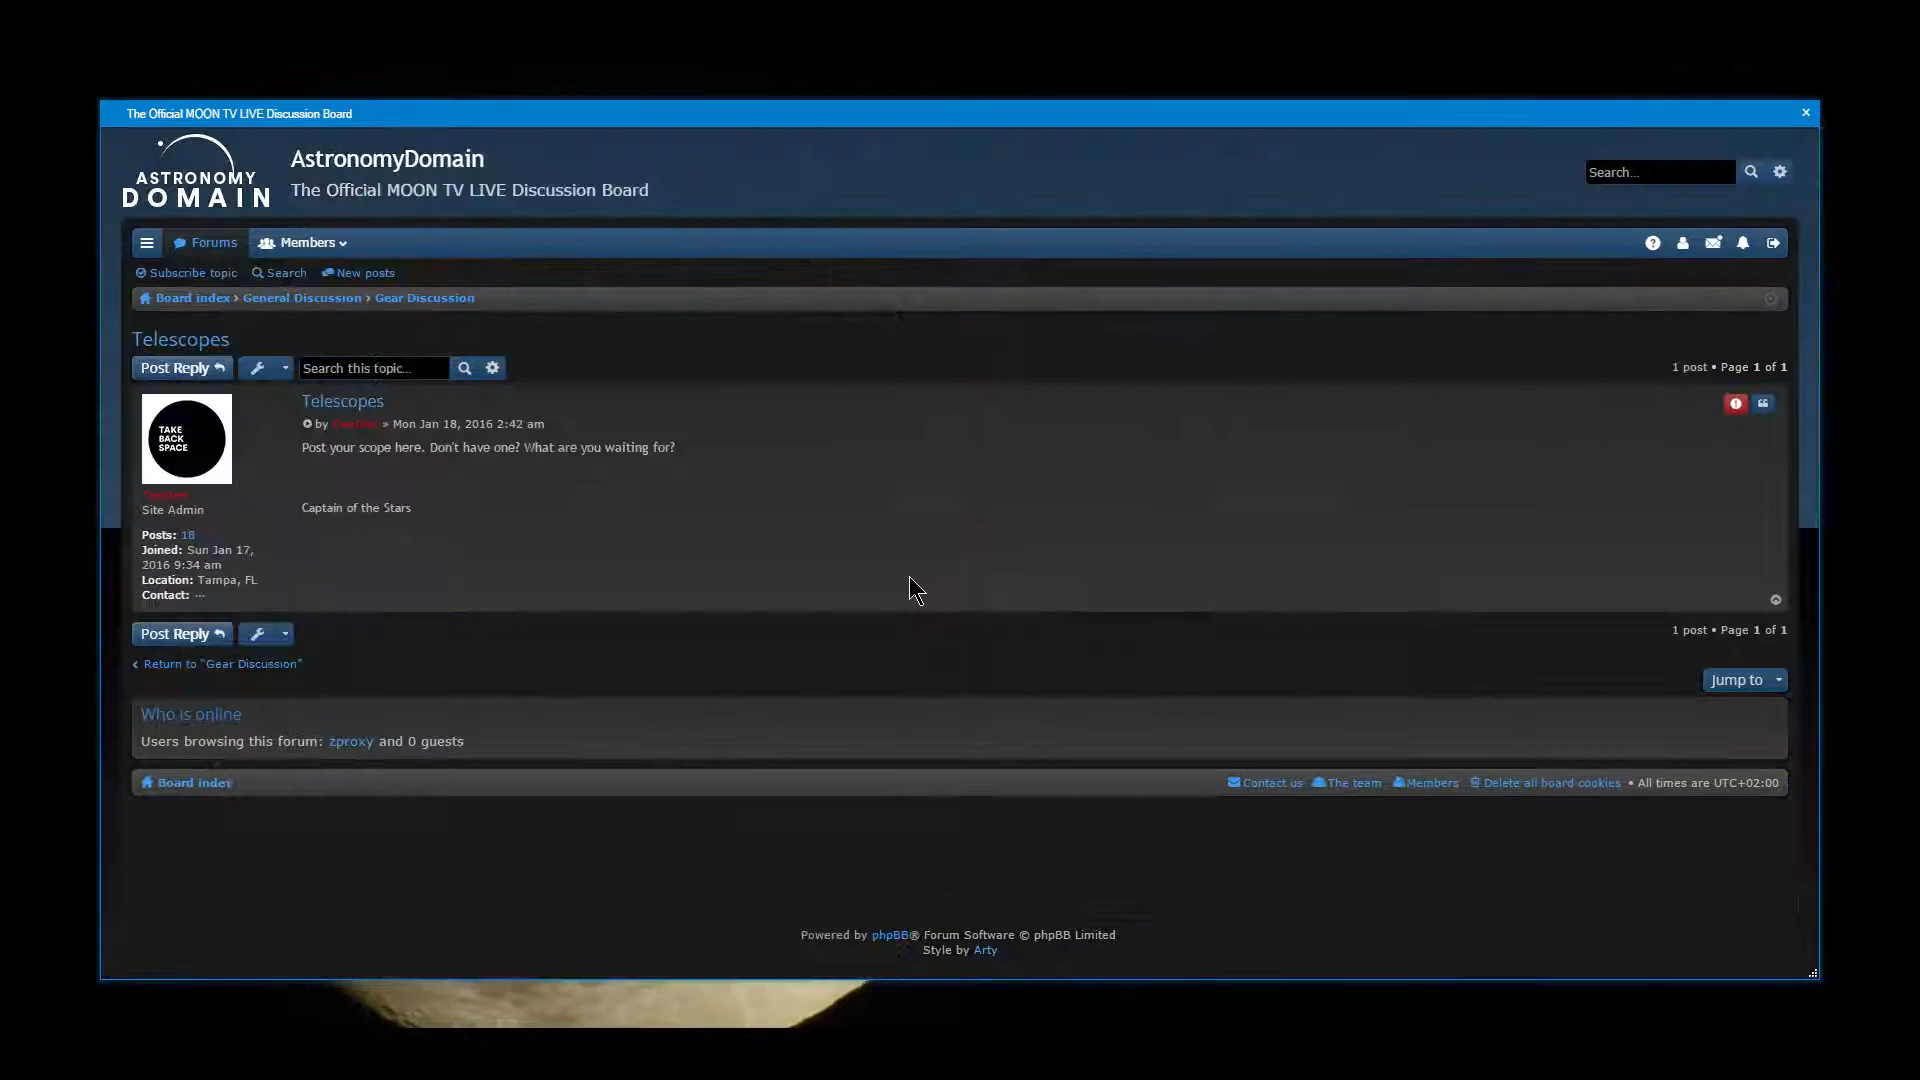 The Official MOON TV LIVE Discussion Board
ASTRONOMY
DOMAIN
AstronomyDomain
The Official MOON TV LIVE Discussion Board
Search...
Forums
Members
Subscribe topic
Search
New posts
Board index › General Discussion › Gear Discussion
Telescopes
Post Reply
Search this topic...
1 post • Page 1 of 1
TAKE
BACK
SPACE
Telescopes
by » Mon Jan 18, 2016 2:42 am
Post your scope here. Don't have one? What are you waiting for?
Captain of the Stars
Site Admin
Posts: 18
Joined: Sun Jan 17,
2016 9:34 am
Location: Tampa, FL
Contact:
Post Reply
1 post • Page 1 of 1
‹ Return to "Gear Discussion"
Jump to
Who is online
Users browsing this forum: zproxy and 0 guests
Board index
Contact us
The team
Members
Delete all board cookies
• All times are UTC+02:00
Powered by phpBB® Forum Software © phpBB Limited
Style by Arty